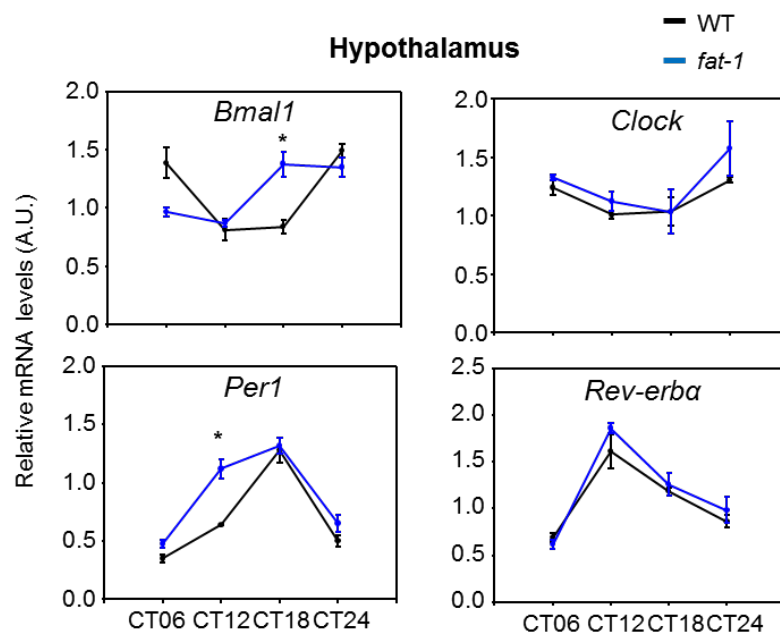 WT
Hypothalamus
fat-1
Relative mRNA levels (A.U.)
Bmal1
2.0
1.5
1.0
0.5
0.0
*
Clock
2.0
1.5
1.0
0.5
0.0
Per1
2.0
1.5
1.0
0.5
0.0
*
CT06 CT12 CT18 CT24
Rev-erbα
2.5
2.0
1.5
1.0
0.5
0.0
CT06 CT12 CT18 CT24